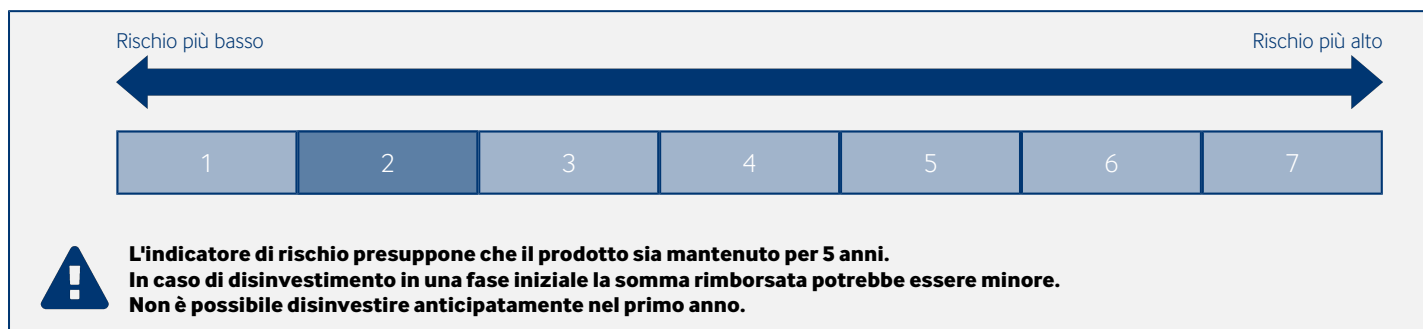 Rischio più basso Rischio più alto
1 2 3 4 5 6 7
L'indicatore di rischio presuppone che il prodotto sia mantenuto per 5 anni.
In caso di disinvestimento in una fase iniziale la somma rimborsata potrebbe essere minore.
Non è possibile disinvestire anticipatamente nel primo anno.